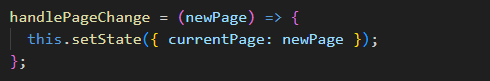 handlePageChange = (newPage) => {
  this.setState({ currentPage: newPage });
};